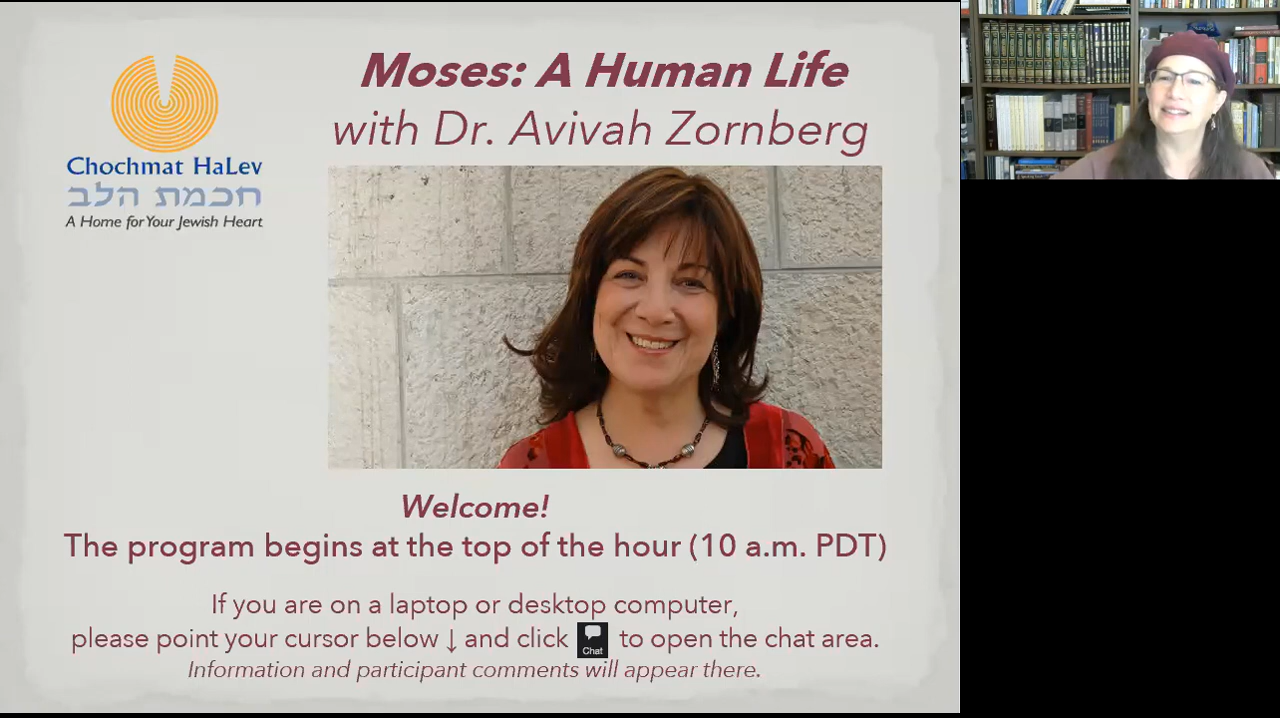 Chochmat HaLev
חכמת הלב
A Home for Your Jewish Heart
Moses: A Human Life
with Dr. Avivah Zornberg
Welcome!
The program begins at the top of the hour (10 a.m. PDT)
If you are on a laptop or desktop computer,
please point your cursor below ↓ and click Chat to open the chat area.
Information and participant comments will appear there.